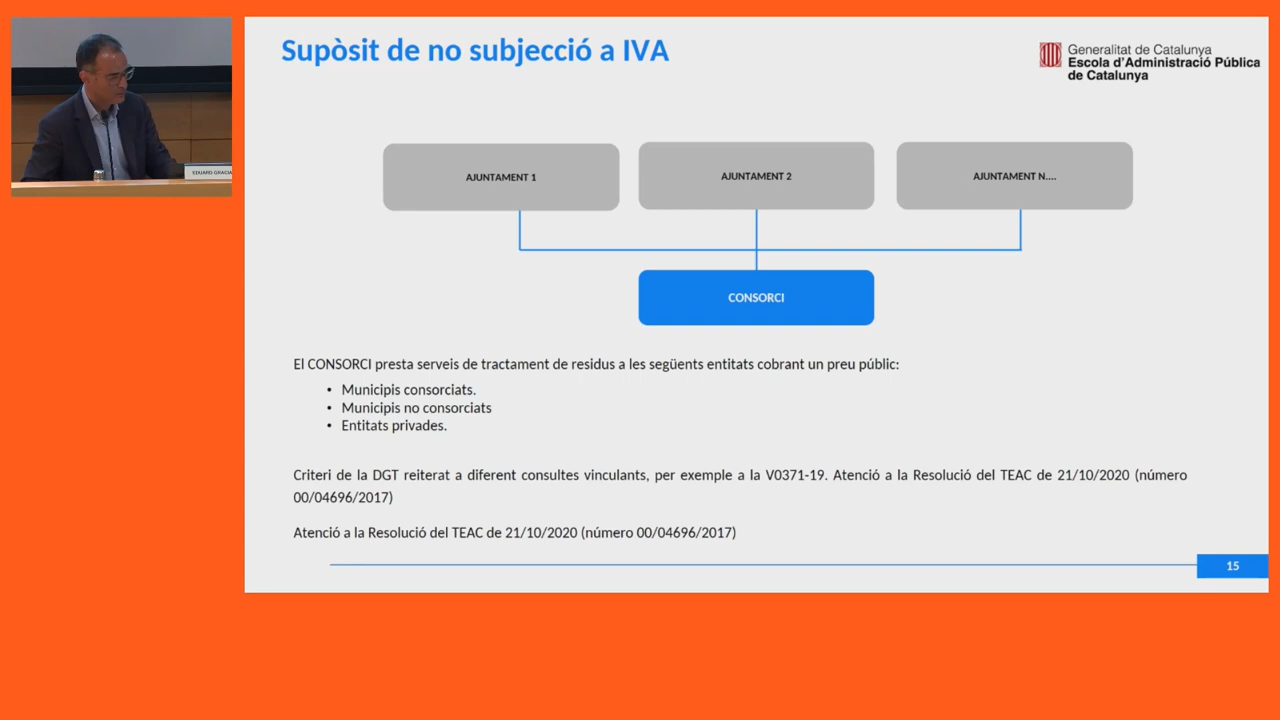 Supòsit de no subjecció a IVA
Generalitat de Catalunya
Escola d'Administració Pública
de Catalunya
EDUARD GRACIA
AJUNTAMENT 1
AJUNTAMENT 2
AJUNTAMENT N....
CONSORCI
El CONSORCI presta serveis de tractament de residus a les següents entitats cobrant un preu públic:
• Municipis consorciats.
• Municipis no consorciats
• Entitats privades.
Criteri de la DGT reiterat a diferent consultes vinculants, per exemple a la V0371-19. Atenció a la Resolució del TEAC de 21/10/2020 (número
00/04696/2017)
Atenció a la Resolució del TEAC de 21/10/2020 (número 00/04696/2017)
15